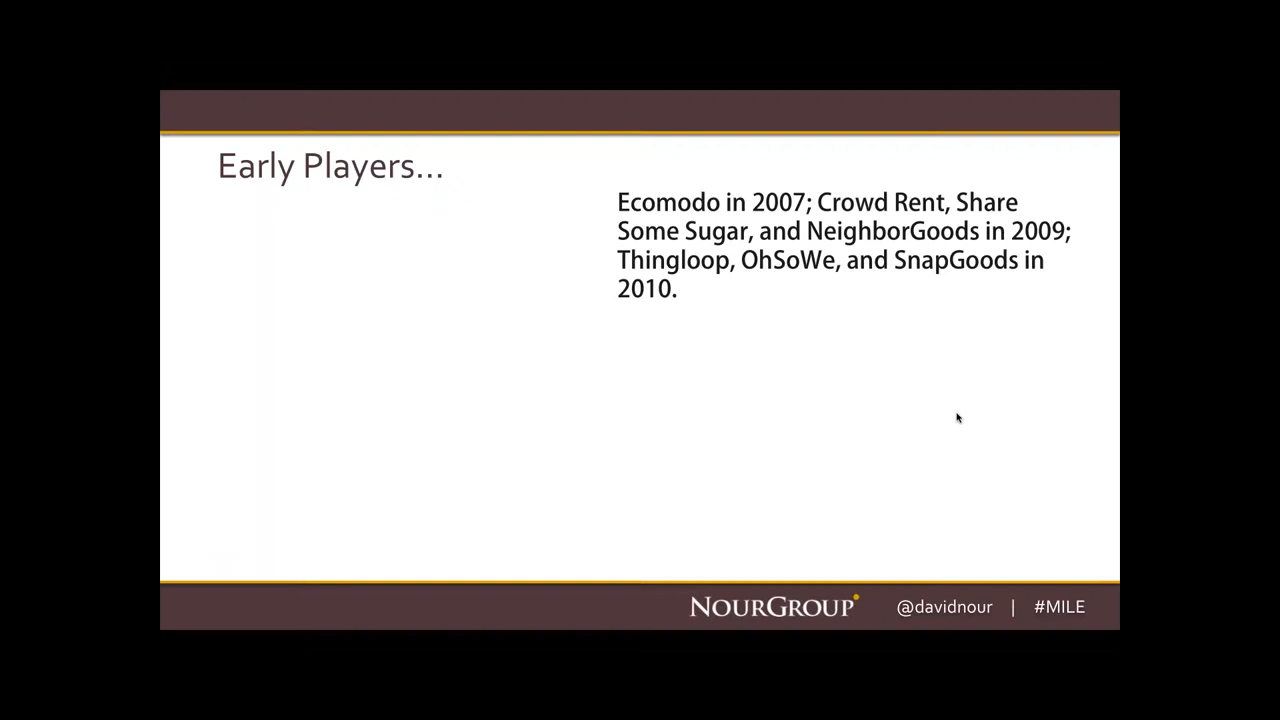 Early Players...
Ecomodo in 2007; Crowd Rent, Share
Some Sugar, and NeighborGoods in 2009;
Thingloop, OhSoWe, and SnapGoods in
2010.
NOURGROUP @davidnour | #MILE